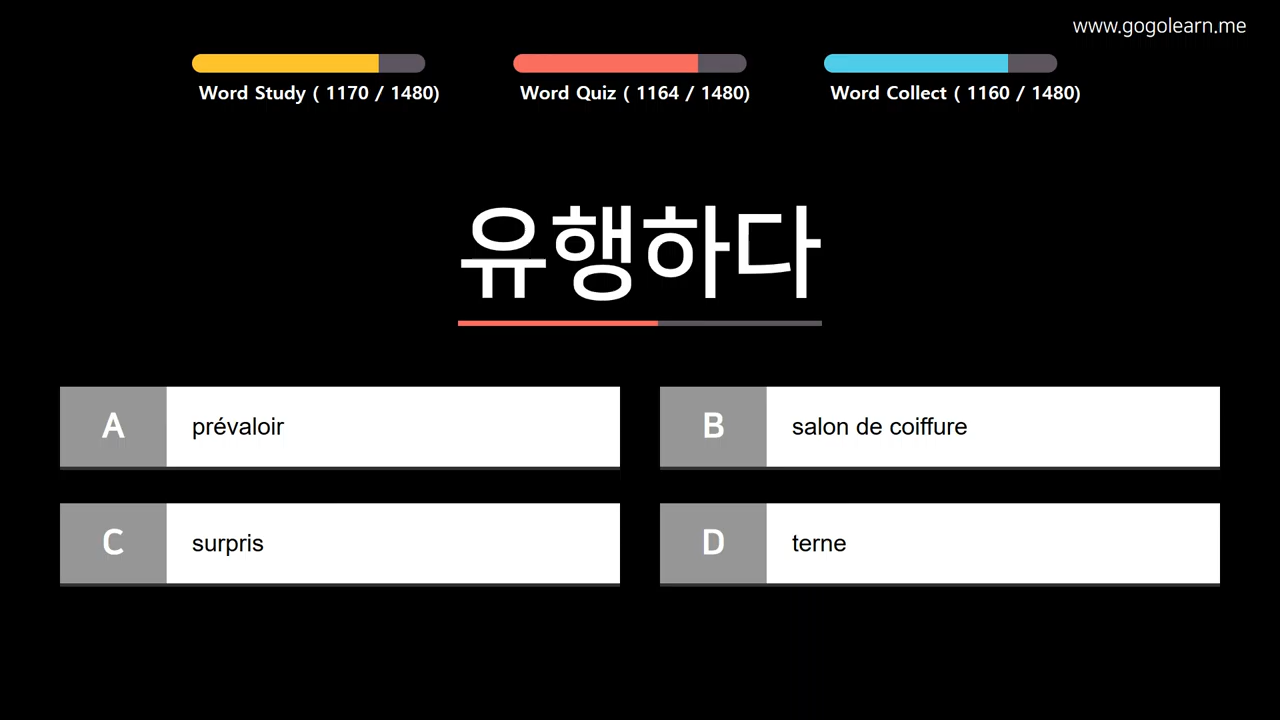 www.gogolearn.me
Word Study ( 1170 / 1480)
Word Quiz ( 1164 / 1480)
Word Collect ( 1160 / 1480)
유행하다
A prévaloir
B salon de coiffure
C surpris
D terne